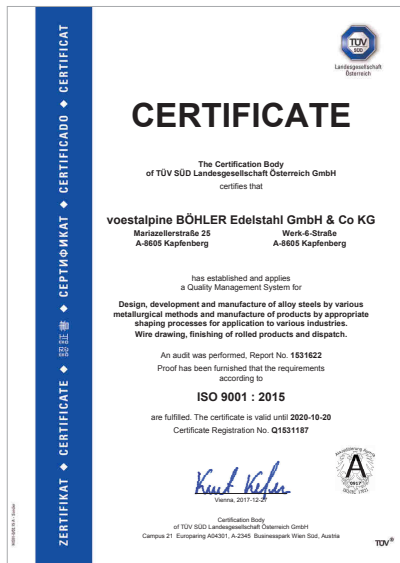 TÜV
SÜD
Landesgesellschaft
Österreich
CERTIFICATE
The Certification Body
of TÜV SÜD Landesgesellschaft Österreich GmbH
certifies that
voestalpine BÖHLER Edelstahl GmbH & Co KG
Mariazellerstraße 25 Werk-6-Straße
A-8605 Kapfenberg A-8605 Kapfenberg
has established and applies
a Quality Management System for
Design, development and manufacture of alloy steels by various
metallurgical methods and manufacture of products by appropriate
shaping processes for application to various industries.
Wire drawing, finishing of rolled products and dispatch.
An audit was performed, Report No. 1531622
Proof has been furnished that the requirements
according to
ISO 9001 : 2015
are fulfilled. The certificate is valid until 2020-10-20
Certificate Registration No. Q1531187
Vienna, 2017-12-27
Certification Body
of TÜV SÜD Landesgesellschaft Österreich GmbH
Campus 21 Europaring A04301, A-2345 Businesspark Wien Süd, Austria
TÜV®
ZERTIFIKAT ◆ CERTIFICATE ◆ 認証書 ◆ СЕРТИФИКАТ ◆ CERTIFICADO ◆ CERTIFICAT